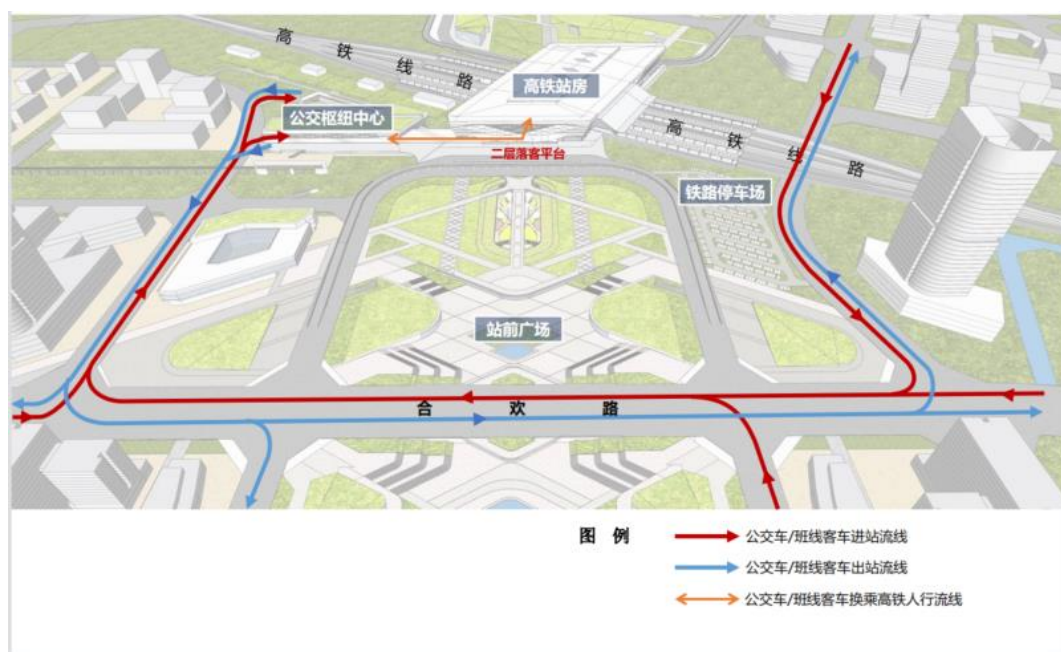 高铁线路
高铁站房
公交枢纽中心
二层落客平台
高铁线路
铁路停车场
站前广场
合欢路
图 例
公交车/班线客车进站流线
公交车/班线客车出站流线
公交车/班线客车换乘高铁人行流线